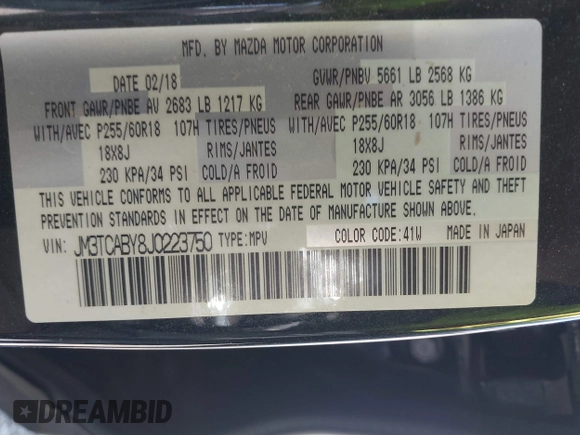 MFD. BY MAZDA MOTOR CORPORATION
DATE 02/18 GVWR/PNBV 5661 LB 2568 KG
FRONT GAWR/PNBE AV 2683 LB 1217 KG REAR GAWR/PNBE AR 3056 LB 1386 KG
WITH/AVEC P255/60R18 107H TIRES/PNEUS WITH/AVEC P255/60R18 107H TIRES/PNEUS
18X8J RIMS/JANTES 18X8J RIMS/JANTES
230 KPA/34 PSI COLD/A FROID 230 KPA/34 PSI COLD/A FROID
THIS VEHICLE CONFORMS TO ALL APPLICABLE FEDERAL MOTOR VEHICLE SAFETY AND THEFT
PREVENTION STANDARDS IN EFFECT ON THE DATE OF MANUFACTURE SHOWN ABOVE.
VIN: JM3TCABY8J0223750 TYPE:MPV COLOR CODE:41W MADE IN JAPAN
DREAMBID